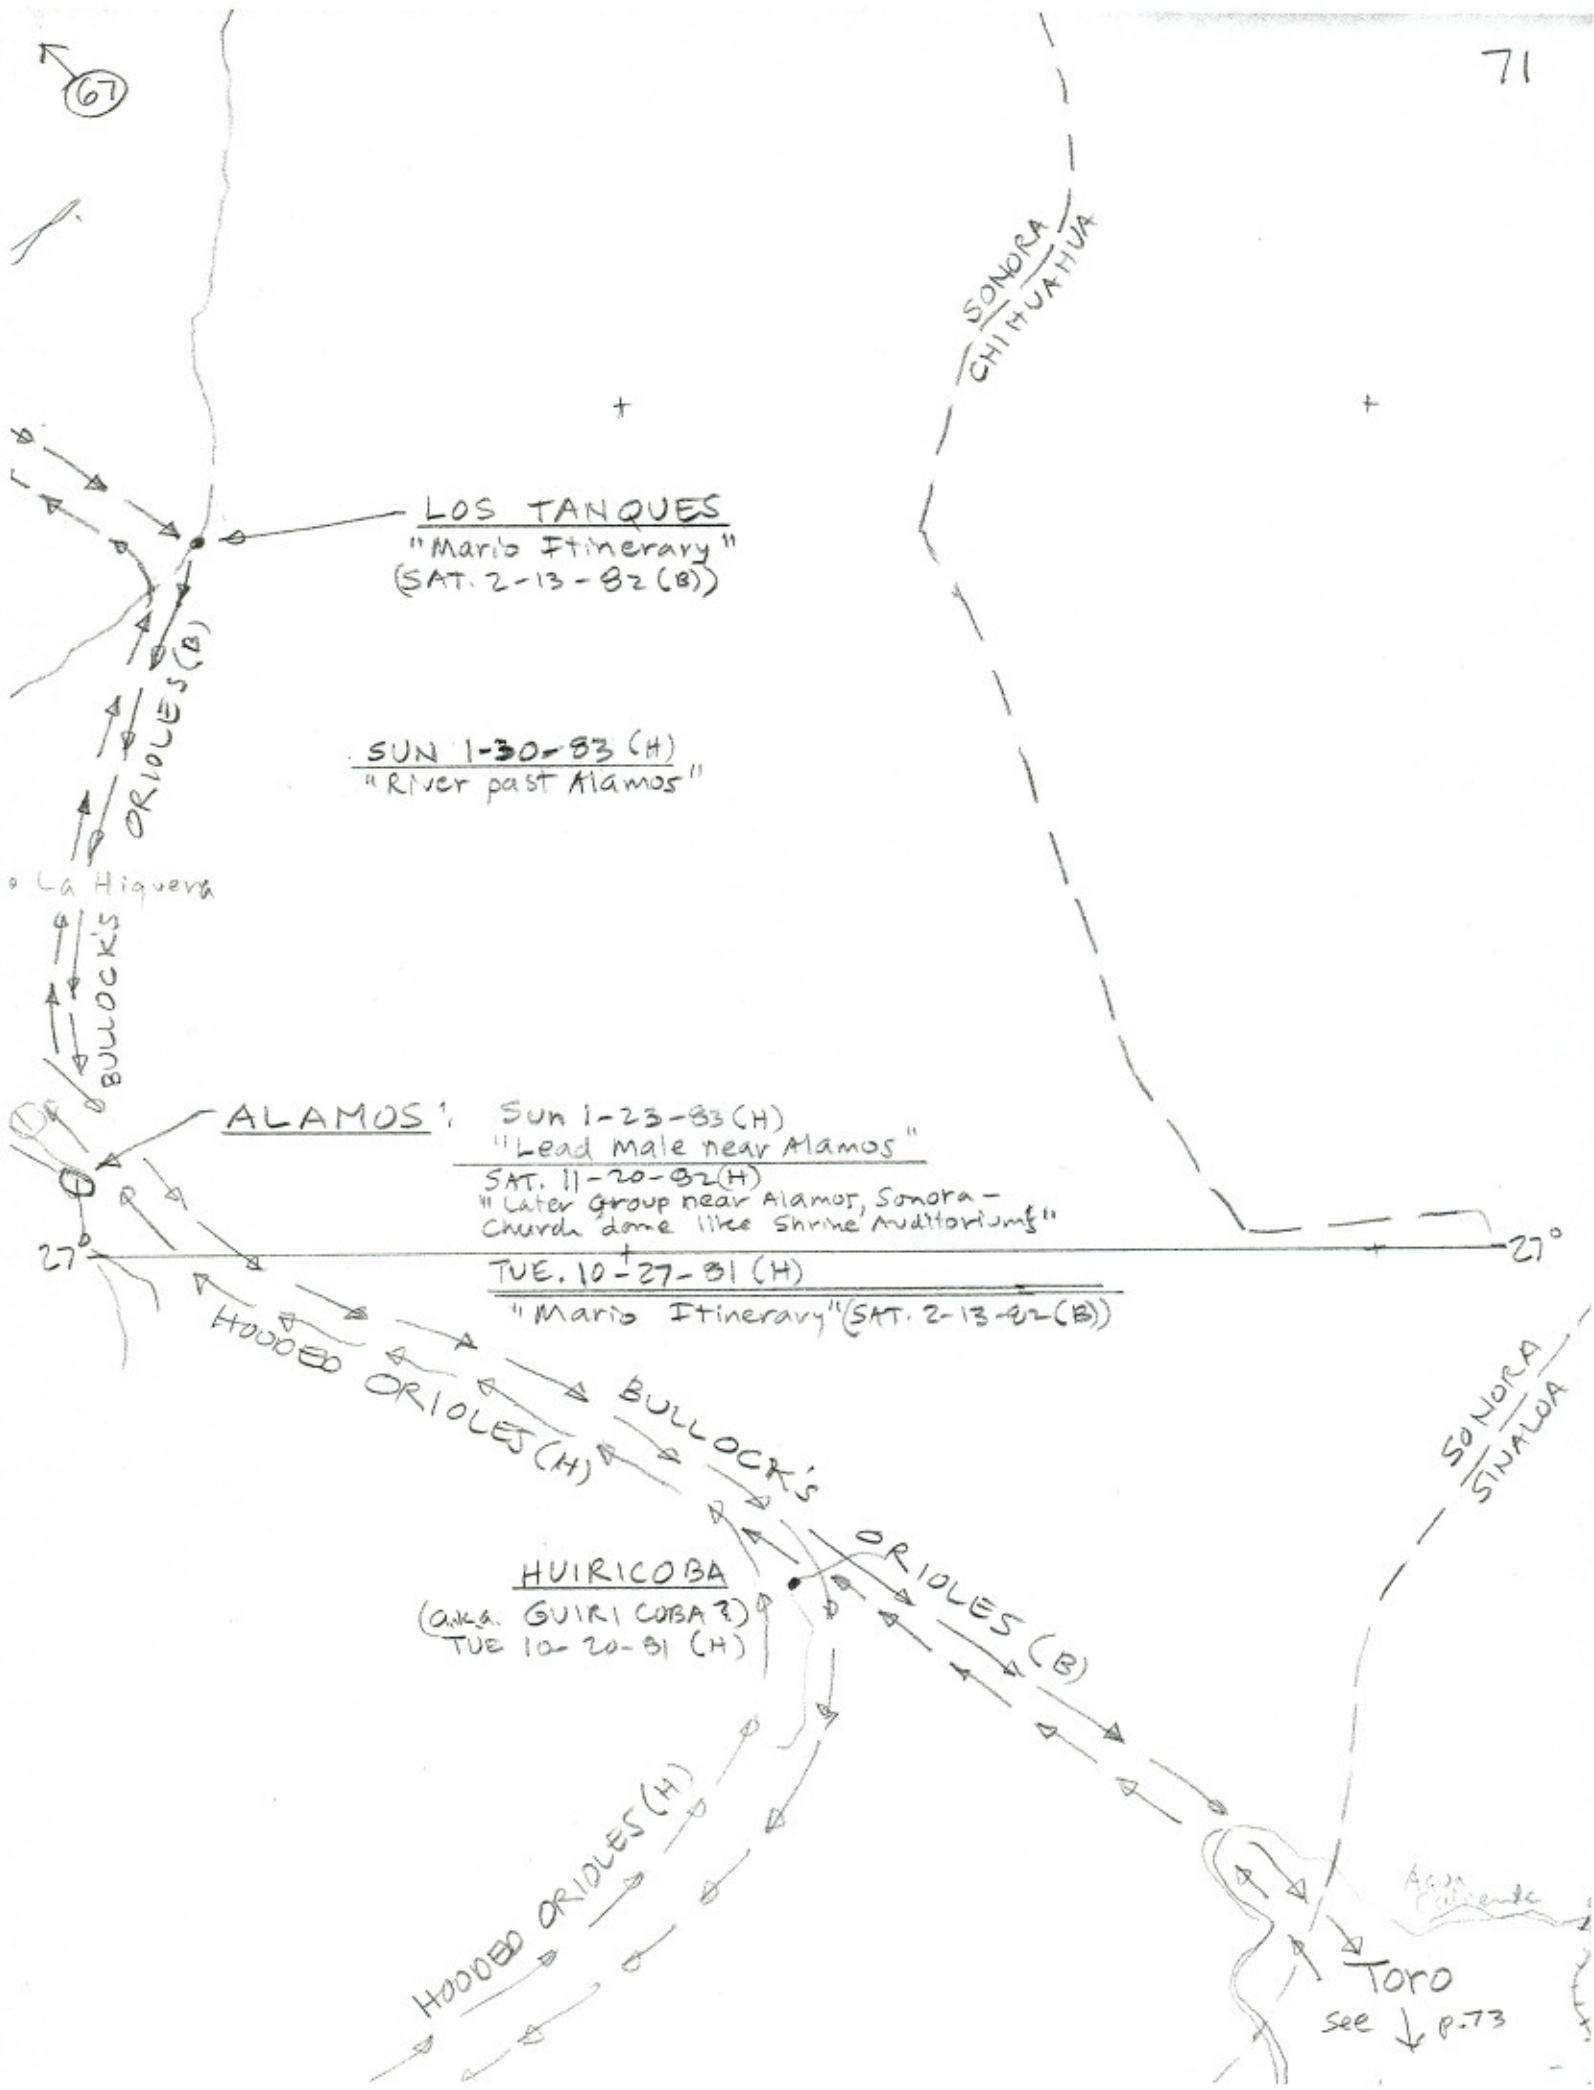 67
71
SONORA
CHIHUAHUA
LOS TANQUES
"Mario Itinerary"
(SAT. 2-13-82 (B))
BULLOCK'S ORIOLES (B)
SUN 1-30-83 (H)
"River past Alamos"
La Higuera
ALAMOS: Sun 1-23-83 (H)
"Lead Male near Alamos"
SAT. 11-20-82 (H)
"Later group near Alamos, Sonora -
Church dome like Shrine Auditorium's"
27° 27°
TUE. 10-27-81 (H)
"Mario Itinerary" (SAT. 2-13-82 (B))
HOODED ORIOLES (H)
BULLOCK'S ORIOLES (B)
SONORA
SINALOA
HUIRICOBA
(a.k.a. GUIRICOBA?)
TUE 10-20-81 (H)
HOODED ORIOLES (H)
Agua
Caliente
Toro
see ↓ p.73